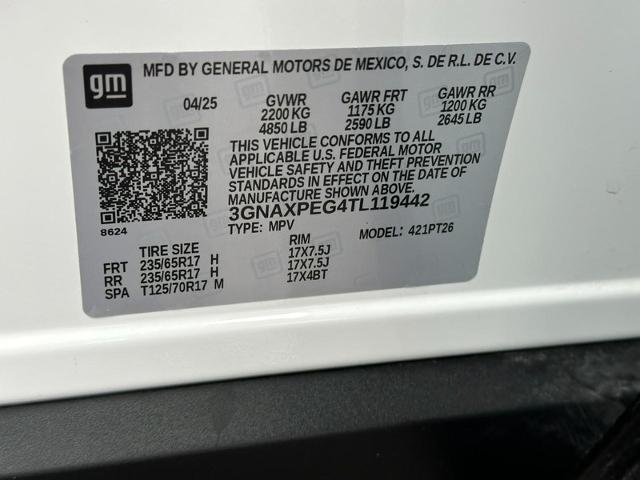 gm
MFD BY GENERAL MOTORS DE MEXICO, S. DE R.L. DE C.V.
04/25 GVWR GAWR FRT GAWR RR
2200 KG 1175 KG 1200 KG
4850 LB 2590 LB 2645 LB
THIS VEHICLE CONFORMS TO ALL
APPLICABLE U.S. FEDERAL MOTOR
VEHICLE SAFETY AND THEFT PREVENTION
STANDARDS IN EFFECT ON THE DATE OF
MANUFACTURE SHOWN ABOVE.
3GNAXPEG4TL119442
8624
TYPE: MPV MODEL: 421PT26
TIRE SIZE RIM
FRT 235/65R17 H 17X7.5J
RR 235/65R17 H 17X7.5J
SPA T125/70R17 M 17X4BT